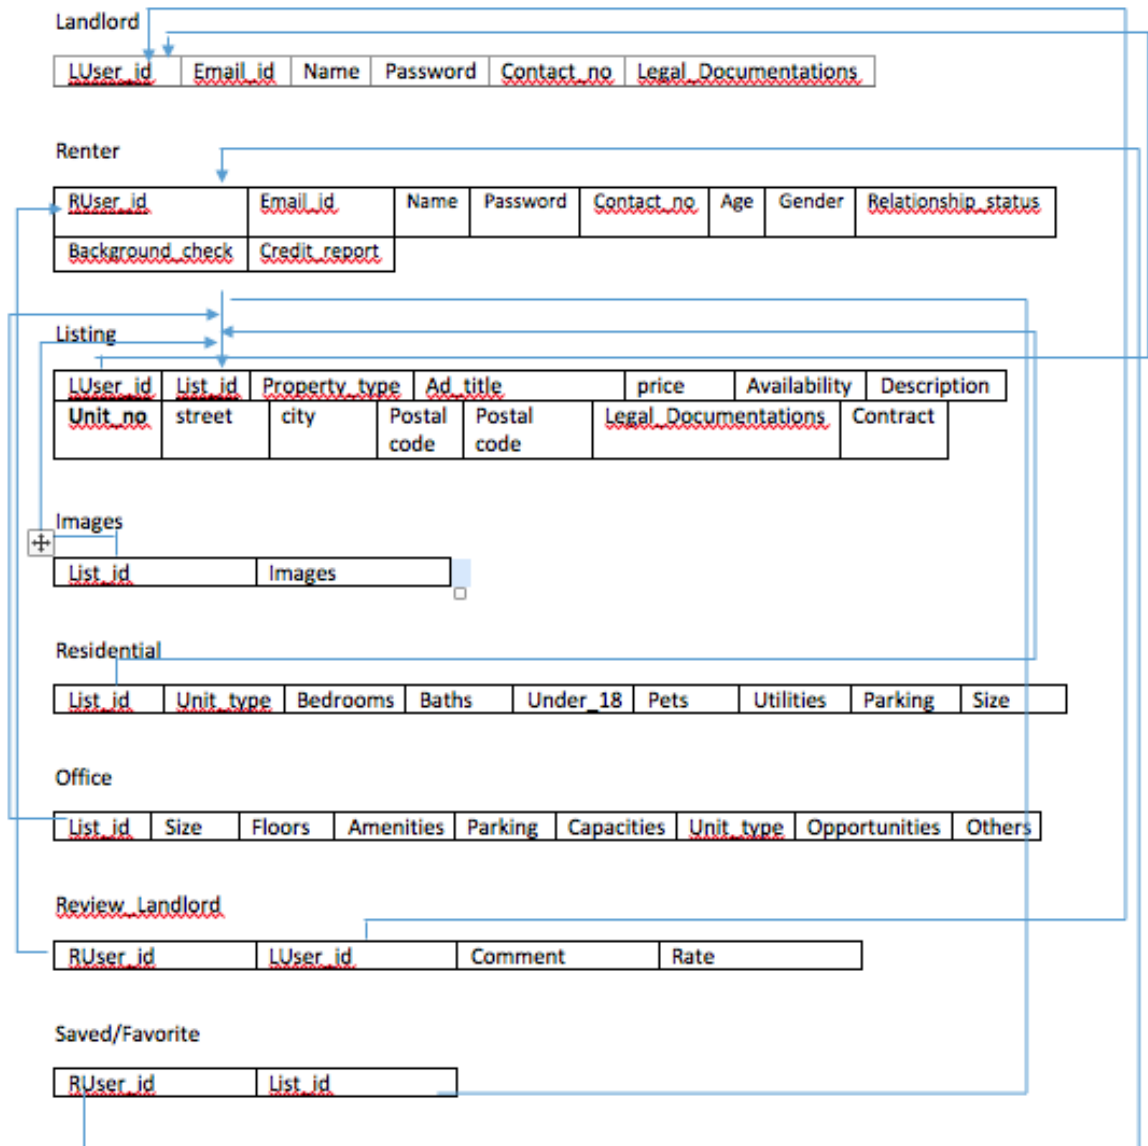 Landlord
LUser_id Email_id Name Password Contact_no Legal_Documentations
Renter
RUser_id Email_id Name Password Contact_no Age Gender Relationship_status
Background_check Credit_report
Listing
LUser_id List_id Property_type Ad_title price Availability Description
Unit_no street city Postal code Postal code Legal_Documentations Contract
Images
List_id Images
Residential
List_id Unit_type Bedrooms Baths Under_18 Pets Utilities Parking Size
Office
List_id Size Floors Amenities Parking Capacities Unit_type Opportunities Others
Review_Landlord
RUser_id LUser_id Comment Rate
Saved/Favorite
RUser_id List_id